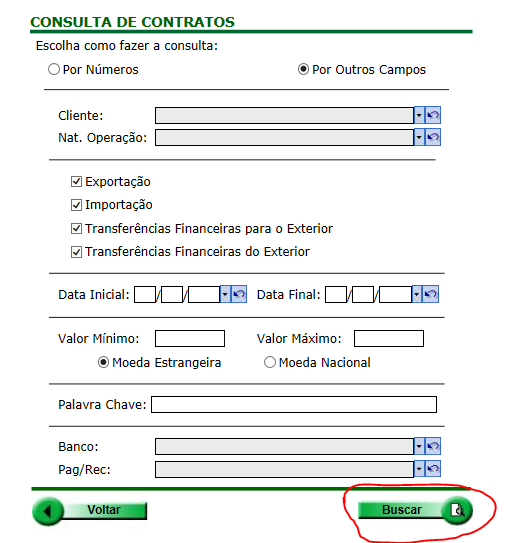 CONSULTA DE CONTRATOS
Escolha como fazer a consulta:
Por Números Por Outros Campos
Cliente:
Nat. Operação:
Exportação
Importação
Transferências Financeiras para o Exterior
Transferências Financeiras do Exterior
Data Inicial: / / Data Final: / /
Valor Mínimo: Valor Máximo:
Moeda Estrangeira Moeda Nacional
Palavra Chave:
Banco:
Pag/Rec:
Voltar Buscar